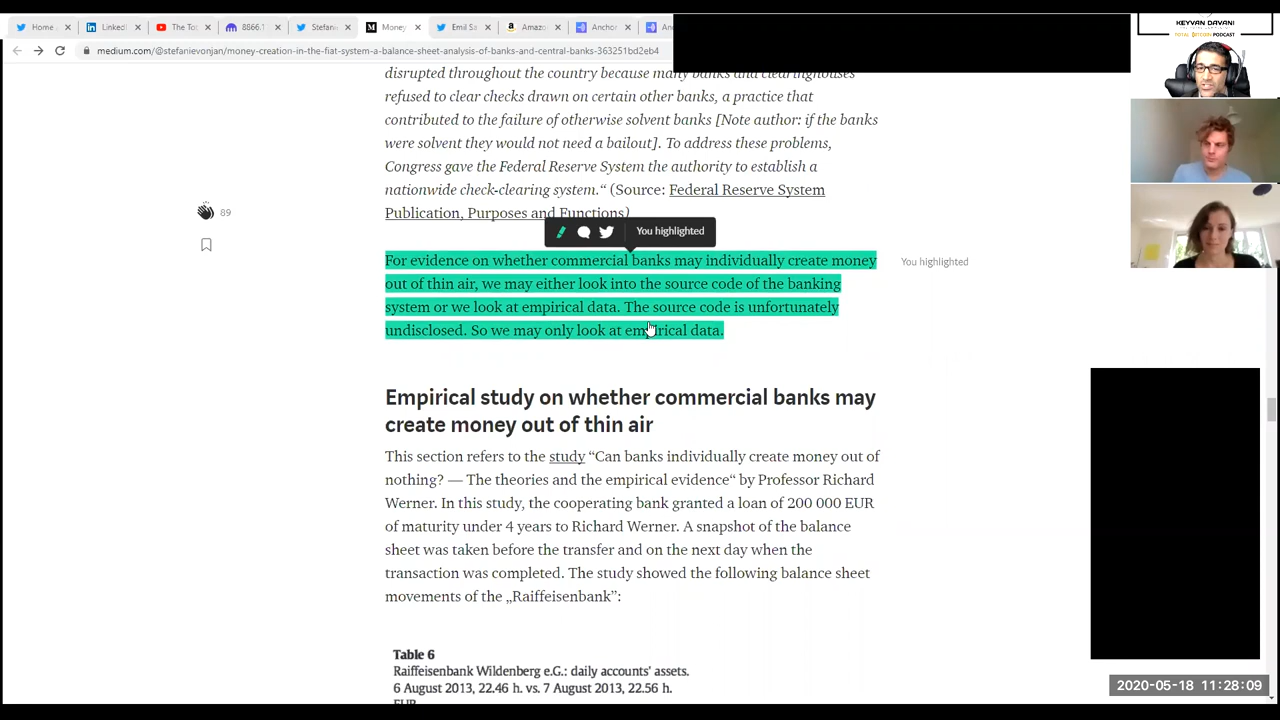 Home
LinkedI
The To
8866.1
Stefani
Money
Emil Sa
Amazo
Anchor
An
medium.com/@stefanievonjan/money-creation-in-the-fiat-system-a-balance-sheet-analysis-of-banks-and-central-banks-363251bd2eb4
KEYVAN DAVANI
TOTAL BITCOIN PODCAST
disrupted throughout the country because many banks and clearinghouses
refused to clear checks drawn on certain other banks, a practice that
contributed to the failure of otherwise solvent banks [Note author: if the banks
were solvent they would not need a bailout]. To address these problems,
Congress gave the Federal Reserve System the authority to establish a
nationwide check-clearing system.“ (Source: Federal Reserve System
Publication, Purposes and Functions)
89
You highlighted
For evidence on whether commercial banks may individually create money
out of thin air, we may either look into the source code of the banking
system or we look at empirical data. The source code is unfortunately
undisclosed. So we may only look at empirical data.
You highlighted
Empirical study on whether commercial banks may
create money out of thin air
This section refers to the study “Can banks individually create money out of
nothing? — The theories and the empirical evidence“ by Professor Richard
Werner. In this study, the cooperating bank granted a loan of 200 000 EUR
of maturity under 4 years to Richard Werner. A snapshot of the balance
sheet was taken before the transfer and on the next day when the
transaction was completed. The study showed the following balance sheet
movements of the „Raiffeisenbank”:
Table 6
Raiffeisenbank Wildenberg e.G.: daily accounts’ assets.
6 August 2013, 22.46 h. vs. 7 August 2013, 22.56 h.
EUR
2020-05-18 11:28:09